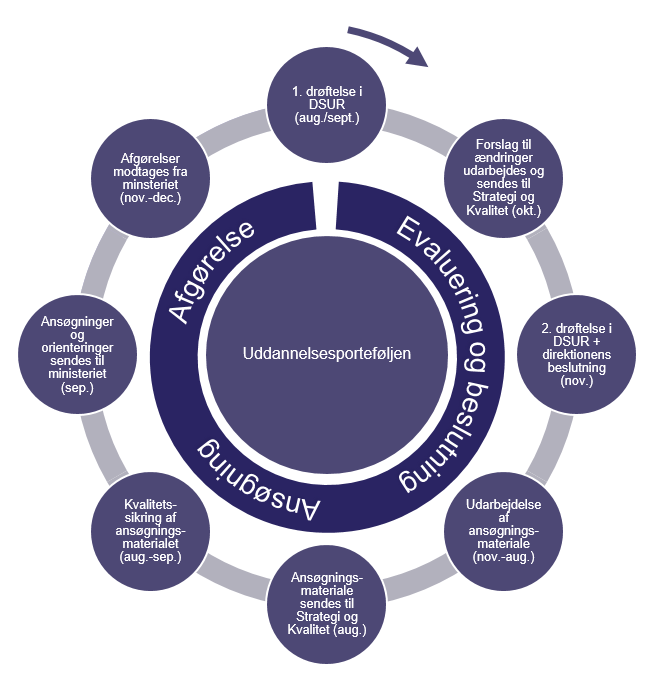 1. drøftelse i
DSUR
(aug./sept.)
Forslag til
ændringer
udarbejdes og
sendes til
Strategi og
Kvalitet (okt.)
2. drøftelse i
DSUR +
direktionens
beslutning
(nov.)
Udarbejdelse
af
ansøgnings-
materiale
(nov.-aug.)
Ansøgnings-
materiale
sendes til
Strategi og
Kvalitet (aug.)
Kvalitets-
sikring af
ansøgnings-
materialet
(aug.-sep.)
Ansøgninger
og
orienteringer
sendes til
ministeriet
(sep.)
Afgørelser
modtages fra
minsteriet
(nov.-dec.)
Evaluering og beslutning
Ansøgning
Afgørelse
Uddannelsesporteføljen